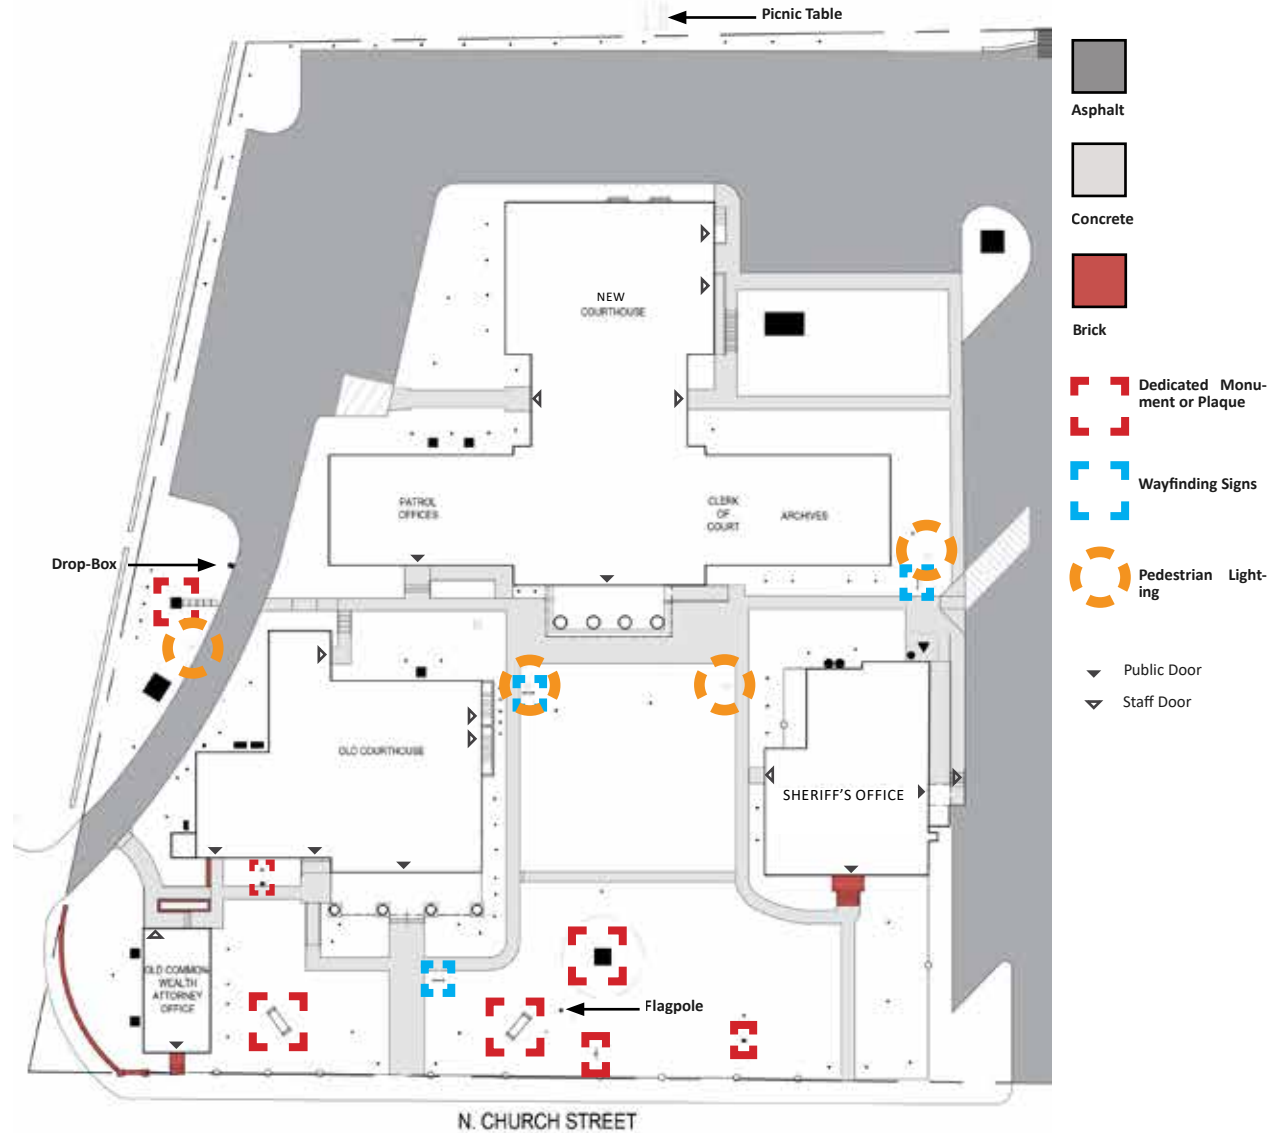 Picnic Table
Asphalt
Concrete
Brick
Dedicated Monu-
ment or Plaque
Wayfinding Signs
Pedestrian Light-
ing
Public Door
Staff Door
NEW
COURTHOUSE
PATROL
OFFICES
CLERK
OF
COURT
ARCHIVES
Drop-Box
OLD COURTHOUSE
SHERIFF'S OFFICE
OLD COMMON-
WEALTH
ATTORNEY
OFFICE
Flagpole
N. CHURCH STREET